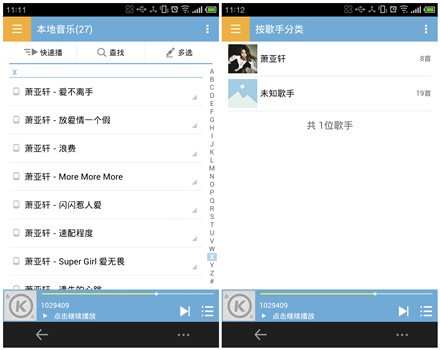 11:11
本地音乐(27)
快速播
查找
多选
X
萧亚轩 - 爱不离手
萧亚轩 - 放爱情一个假
萧亚轩 - 浪费
萧亚轩 - More More More
萧亚轩 - 闪闪惹人爱
萧亚轩 - 速配程度
萧亚轩 - Super Girl 爱无畏
萧亚轩 - 遗失的心跳
A
B
C
D
E
F
G
H
I
J
K
L
M
N
O
P
Q
R
S
T
U
V
W
X
Y
Z
#
K
1029409
点击继续播放
11:12
按歌手分类
萧亚轩
8首
未知歌手
19首
共 1位歌手
K
1029409
点击继续播放